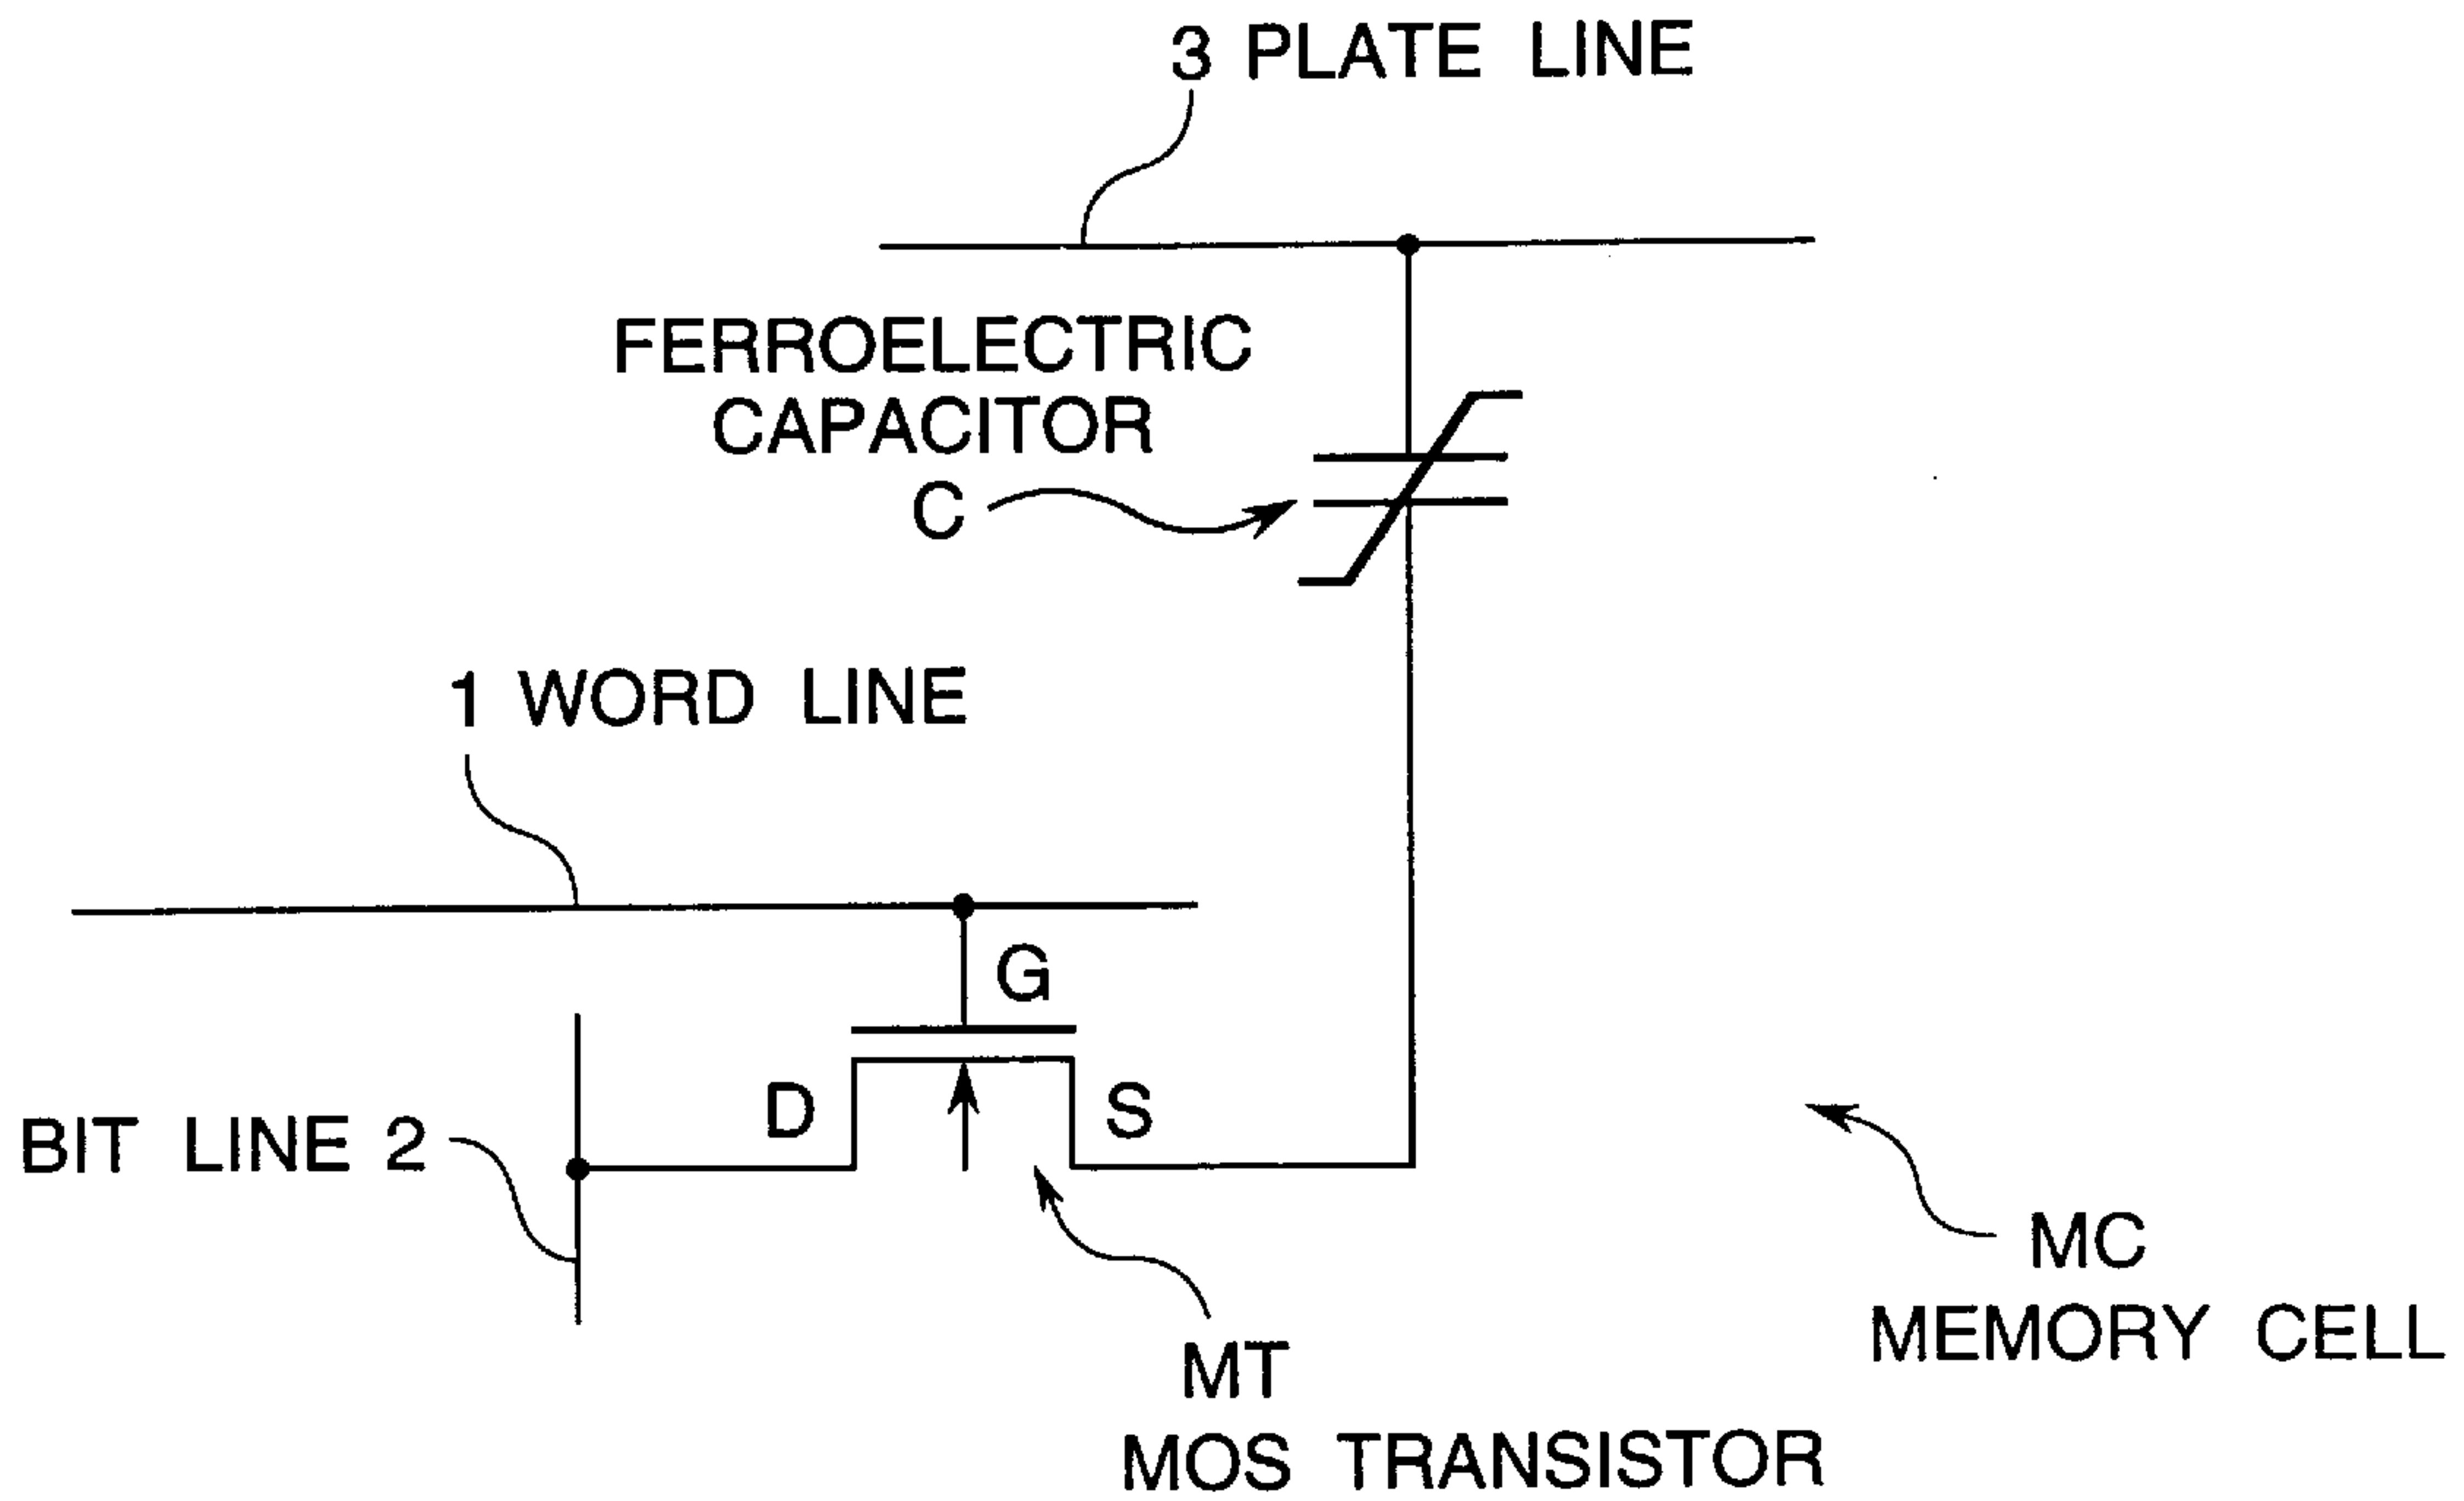 3 PLATE LINE
FERROELECTRIC
CAPACITOR
C
1 WORD LINE
G
D
S
BIT LINE 2
MC
MEMORY CELL
MT
MOS TRANSISTOR